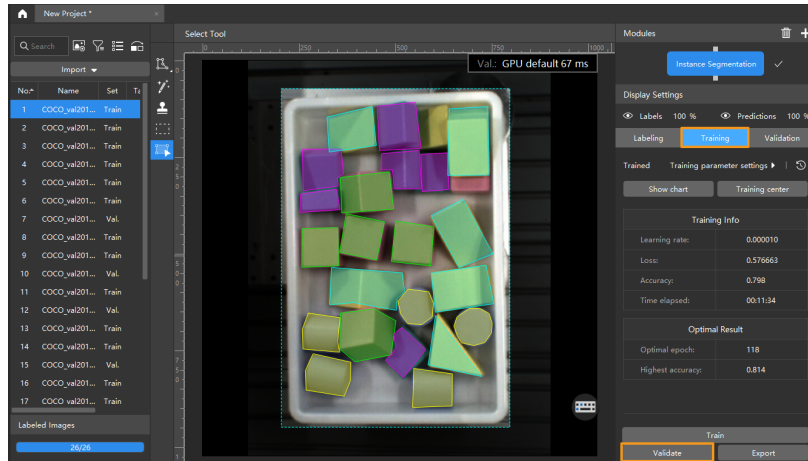 New Project *
Select Tool
Search
Import
No. Name Set Ta
1 COCO_val201... Train
2 COCO_val201... Train
3 COCO_val201... Train
4 COCO_val201... Train
5 COCO_val201... Train
6 COCO_val201... Train
7 COCO_val201... Val.
8 COCO_val201... Train
9 COCO_val201... Train
10 COCO_val201... Val.
11 COCO_val201... Train
12 COCO_val201... Val.
13 COCO_val201... Train
14 COCO_val201... Train
15 COCO_val201... Val.
16 COCO_val201... Train
17 COCO_val201... Train
Labeled Images
26/26
0 250 500 750 1000
Val.: GPU default 67 ms
0
250
500
750
1
Modules
Instance Segmentation
Display Settings
Labels 100 % Predictions 100 %
Labeling Training Validation
Trained Training parameter settings
Show chart Training center
Training Info
Learning rate: 0.000010
Loss: 0.576663
Accuracy: 0.798
Time elapsed: 00:11:34
Optimal Result
Optimal epoch: 118
Highest accuracy: 0.814
Train
Validate Export